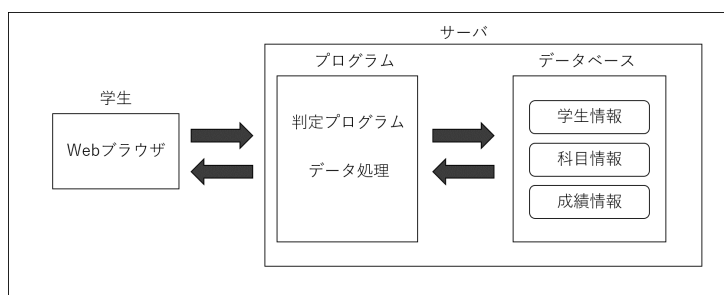 サーバ
プログラム
データベース
学生
Webブラウザ
判定プログラム
データ処理
学生情報
科目情報
成績情報